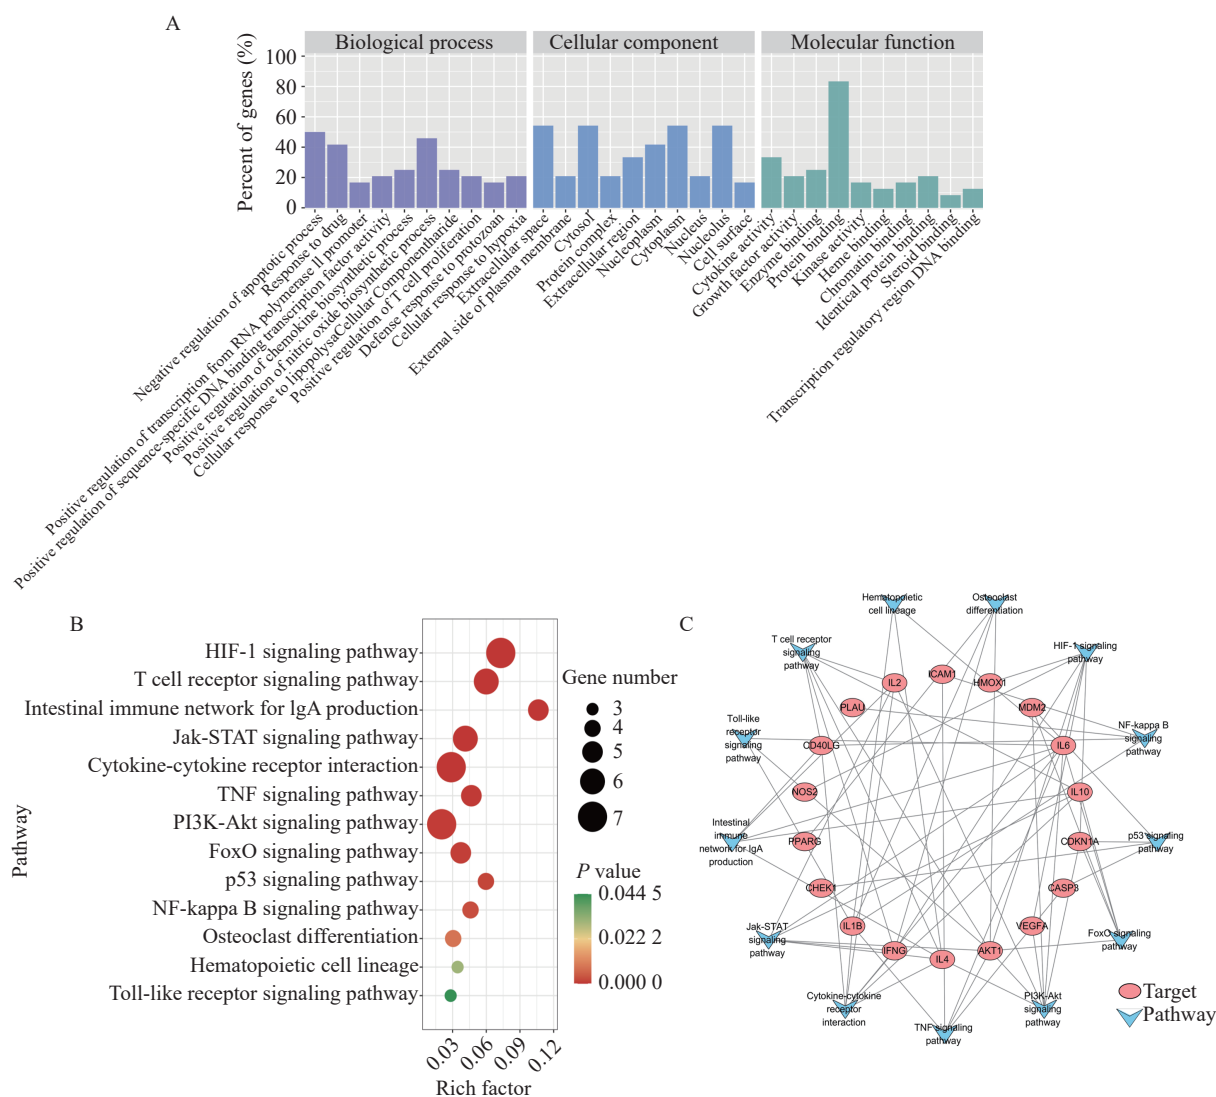 A
Biological process
Cellular component
Molecular function
Percent of genes (%)
100
80
60
40
20
0
Negative regulation of apoptotic process
Response to drug
Positive regulation of transcription from RNA polymerase II promoter
Positive regulation of sequence-specific DNA binding transcription factor activity
Positive regutation of chemokine biosynthetic process
Positive regulation of nitric oxide biosynthetic process
Cellular response to lipopolysaCellular Componentharide
Positive regulation of T cell proliferation
Defense response to protozoan
Cellular response to hypoxia
Extracellular space
External side of plasma membrane
Cytosol
Protein complex
Extracellular region
Nucleoplasm
Cytoplasm
Nucleus
Nucleolus
Cell surface
Cytokine activity
Growth factor activity
Enzyme binding
Protein binding
Kinase activity
Heme binding
Chromatin binding
Identical protein binding
Steroid binding
Transcription regulatory region DNA binding
B
Pathway
HIF-1 signaling pathway
T cell receptor signaling pathway
Intestinal immune network for lgA production
Jak-STAT signaling pathway
Cytokine-cytokine receptor interaction
TNF signaling pathway
PI3K-Akt signaling pathway
FoxO signaling pathway
p53 signaling pathway
NF-kappa B signaling pathway
Osteoclast differentiation
Hematopoietic cell lineage
Toll-like receptor signaling pathway
0.03
0.06
0.09
0.12
Rich factor
Gene number
3
4
5
6
7
P value
0.044 5
0.022 2
0.000 0
C
Hematopoietic
cell lineage
Osteoclast
differentiation
T cell receptor
signaling
pathway
HIF-1 signaling
pathway
Toll-like
receptor
signaling
pathway
NF-kappa B
signaling
pathway
Intestinal
immune
network for IgA
production
p53 signaling
pathway
Jak-STAT
signaling
pathway
FoxO signaling
pathway
Cytokine-cytokine
receptor
interaction
TNF signaling
pathway
PI3K-Akt
signaling
pathway
ICAM1
IL2
HMOX1
PLAU
MDM2
CD40LG
IL6
NOS2
IL10
PPARG
CDKN1A
CHEK1
CASP3
IL1B
VEGFA
IFNG
IL4
AKT1
Target
Pathway